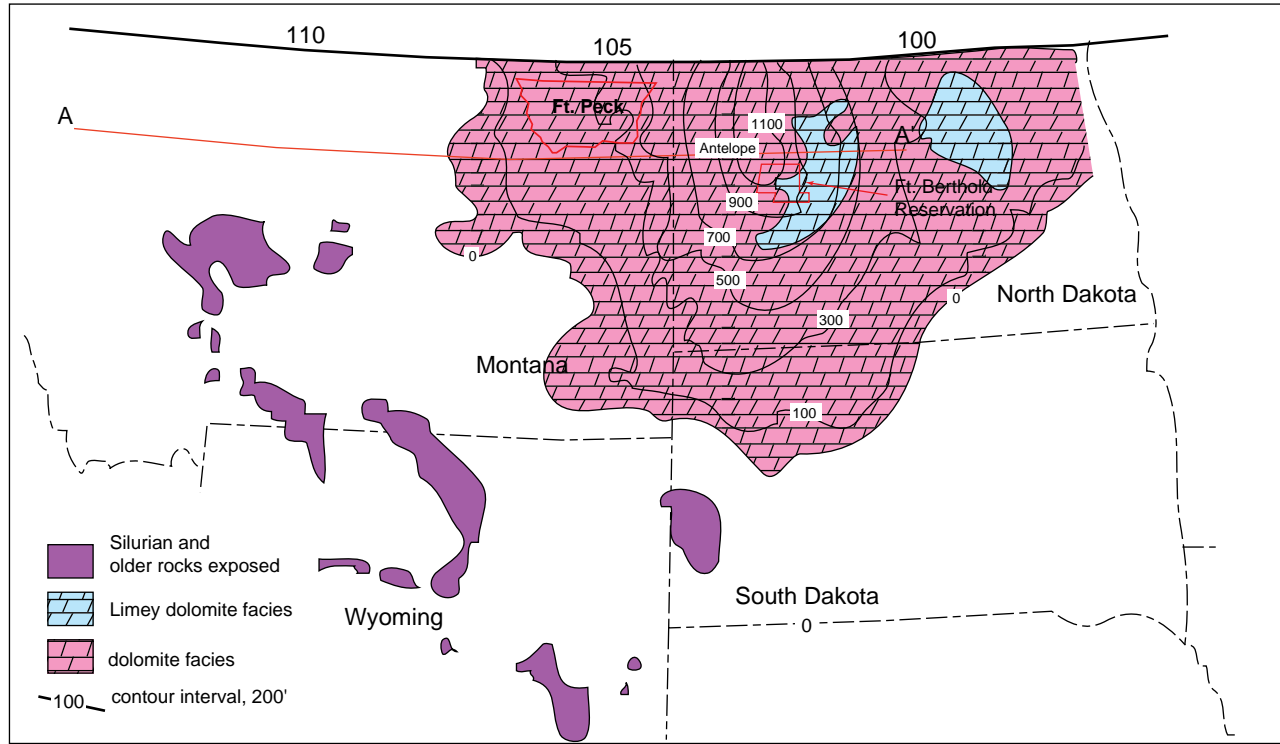 110
105
100
A
Ft. Peck
1100
A'
Antelope
Ft. Berthold
Reservation
900
700
0
500
0
North Dakota
300
Montana
100
Silurian and
older rocks exposed
Limey dolomite facies
South Dakota
Wyoming
0
dolomite facies
100
contour interval, 200'